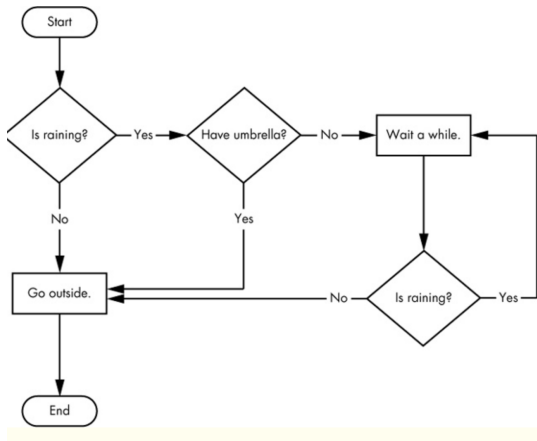 Start
Is raining?
Yes
Have umbrella?
No
Wait a while.
No
Yes
Go outside.
No
Is raining?
Yes
End